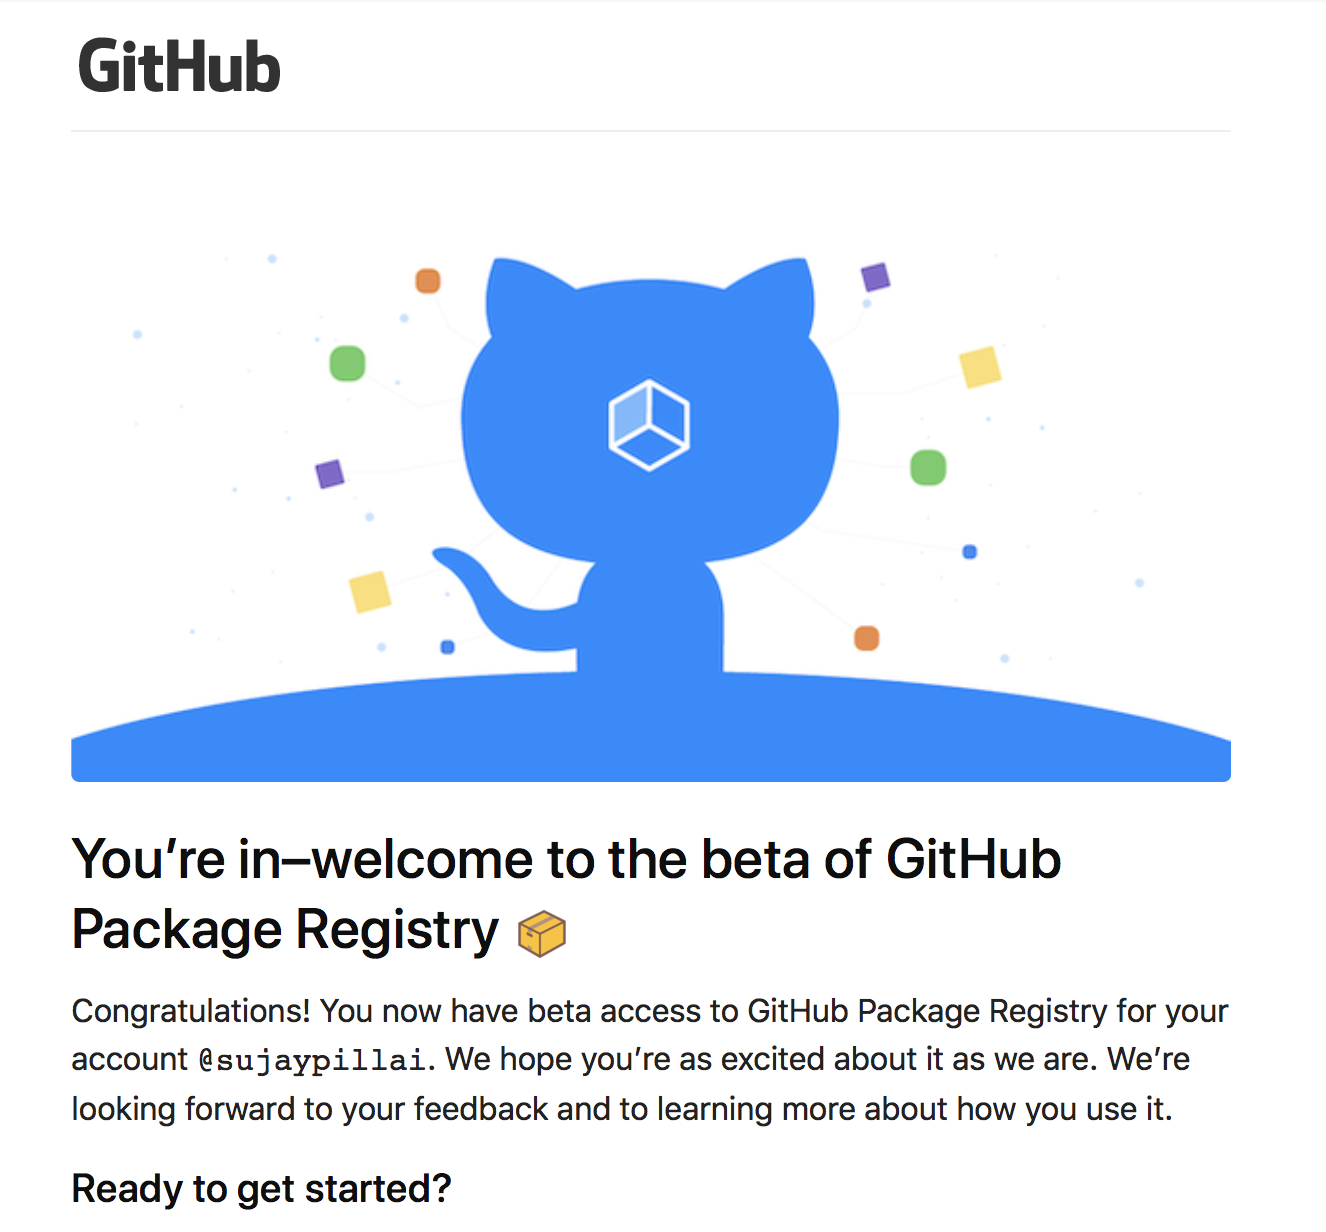 GitHub
You’re in–welcome to the beta of GitHub
Package Registry 📦
Congratulations! You now have beta access to GitHub Package Registry for your
account @sujaypillai. We hope you’re as excited about it as we are. We’re
looking forward to your feedback and to learning more about how you use it.
Ready to get started?